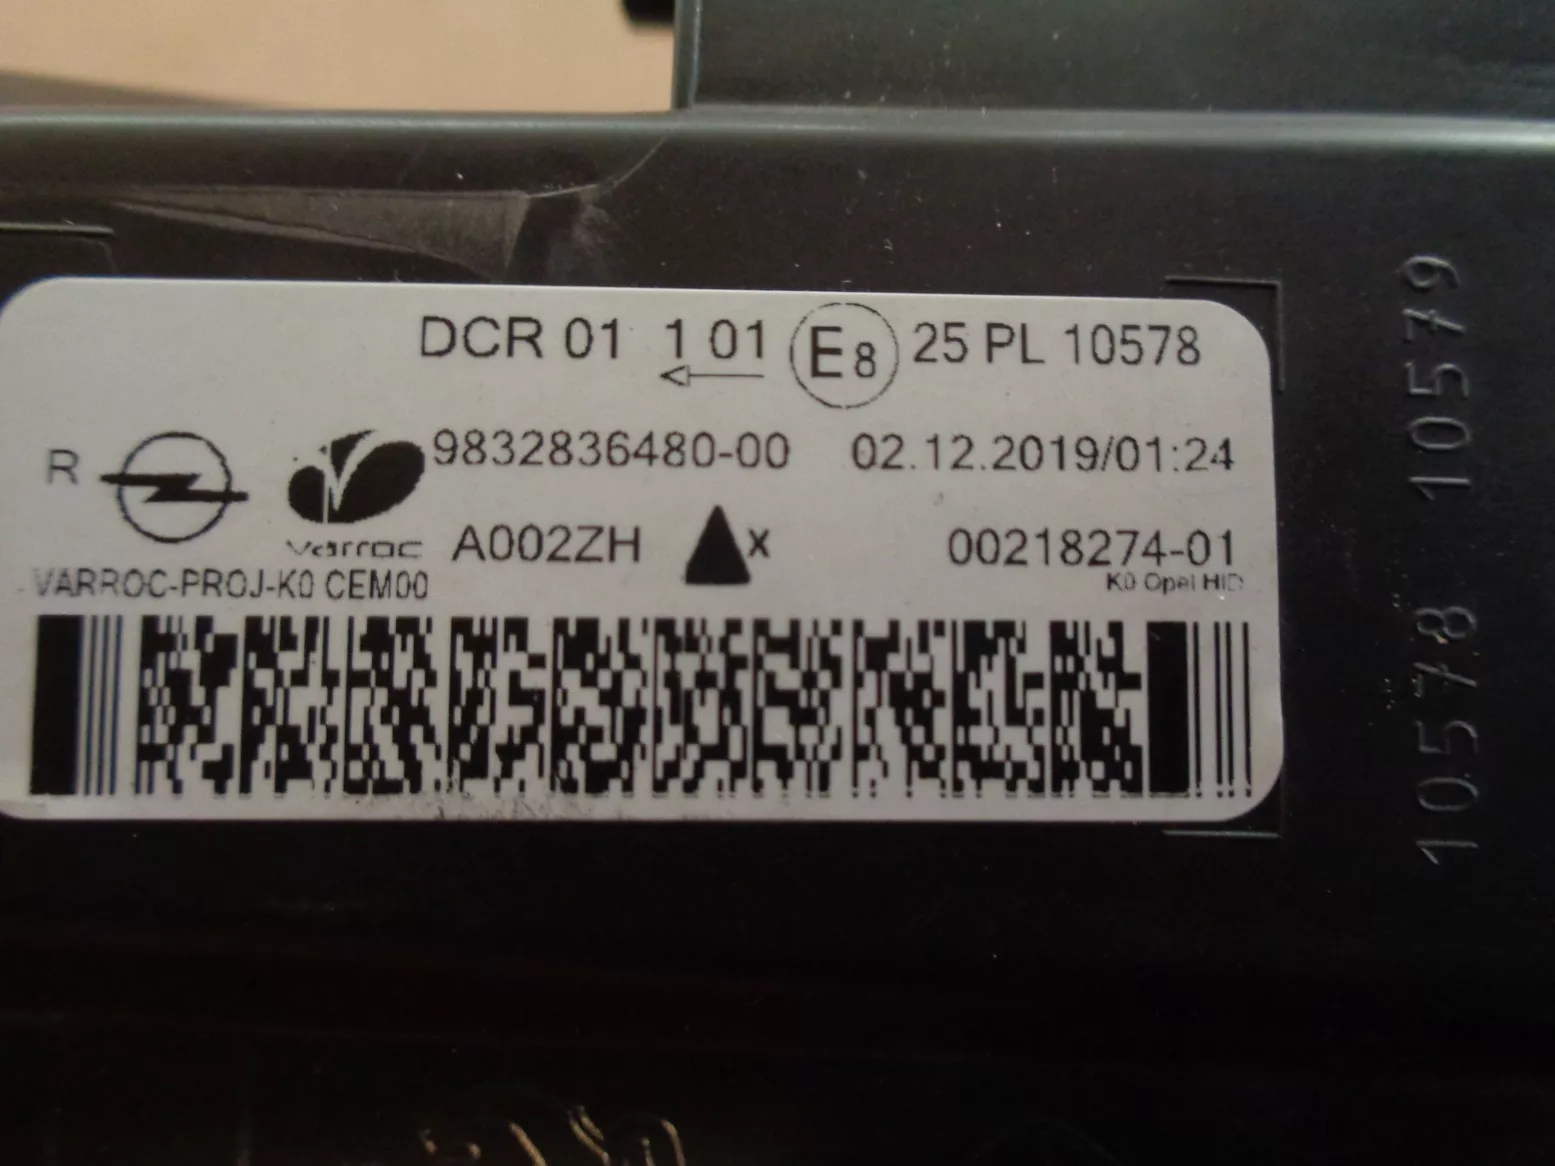 DCR 01 1 01 E8 25 PL 10578
R 9832836480-00 02.12.2019/01:24
varroc A002ZH X 00218274-01
VARROC-PROJ-K0 CEM00 K0 Opel HID
10578 10579